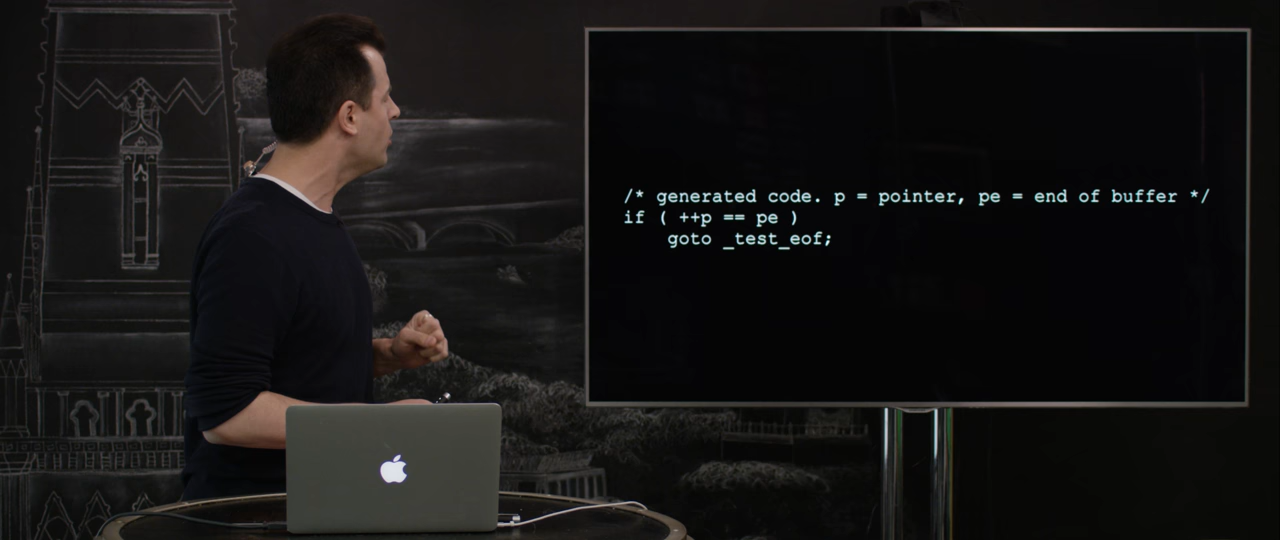 /* generated code. p = pointer, pe = end of buffer */
if ( ++p == pe )
    goto _test_eof;